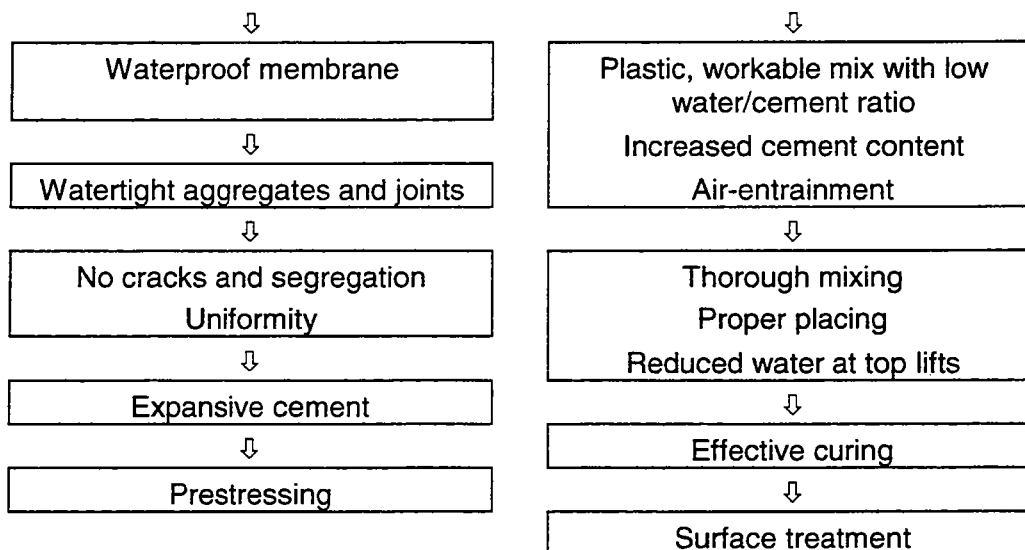 Waterproof membrane
Watertight aggregates and joints
No cracks and segregation
Uniformity
Expansive cement
Prestressing
Plastic, workable mix with low
water/cement ratio
Increased cement content
Air-entrainment
Thorough mixing
Proper placing
Reduced water at top lifts
Effective curing
Surface treatment